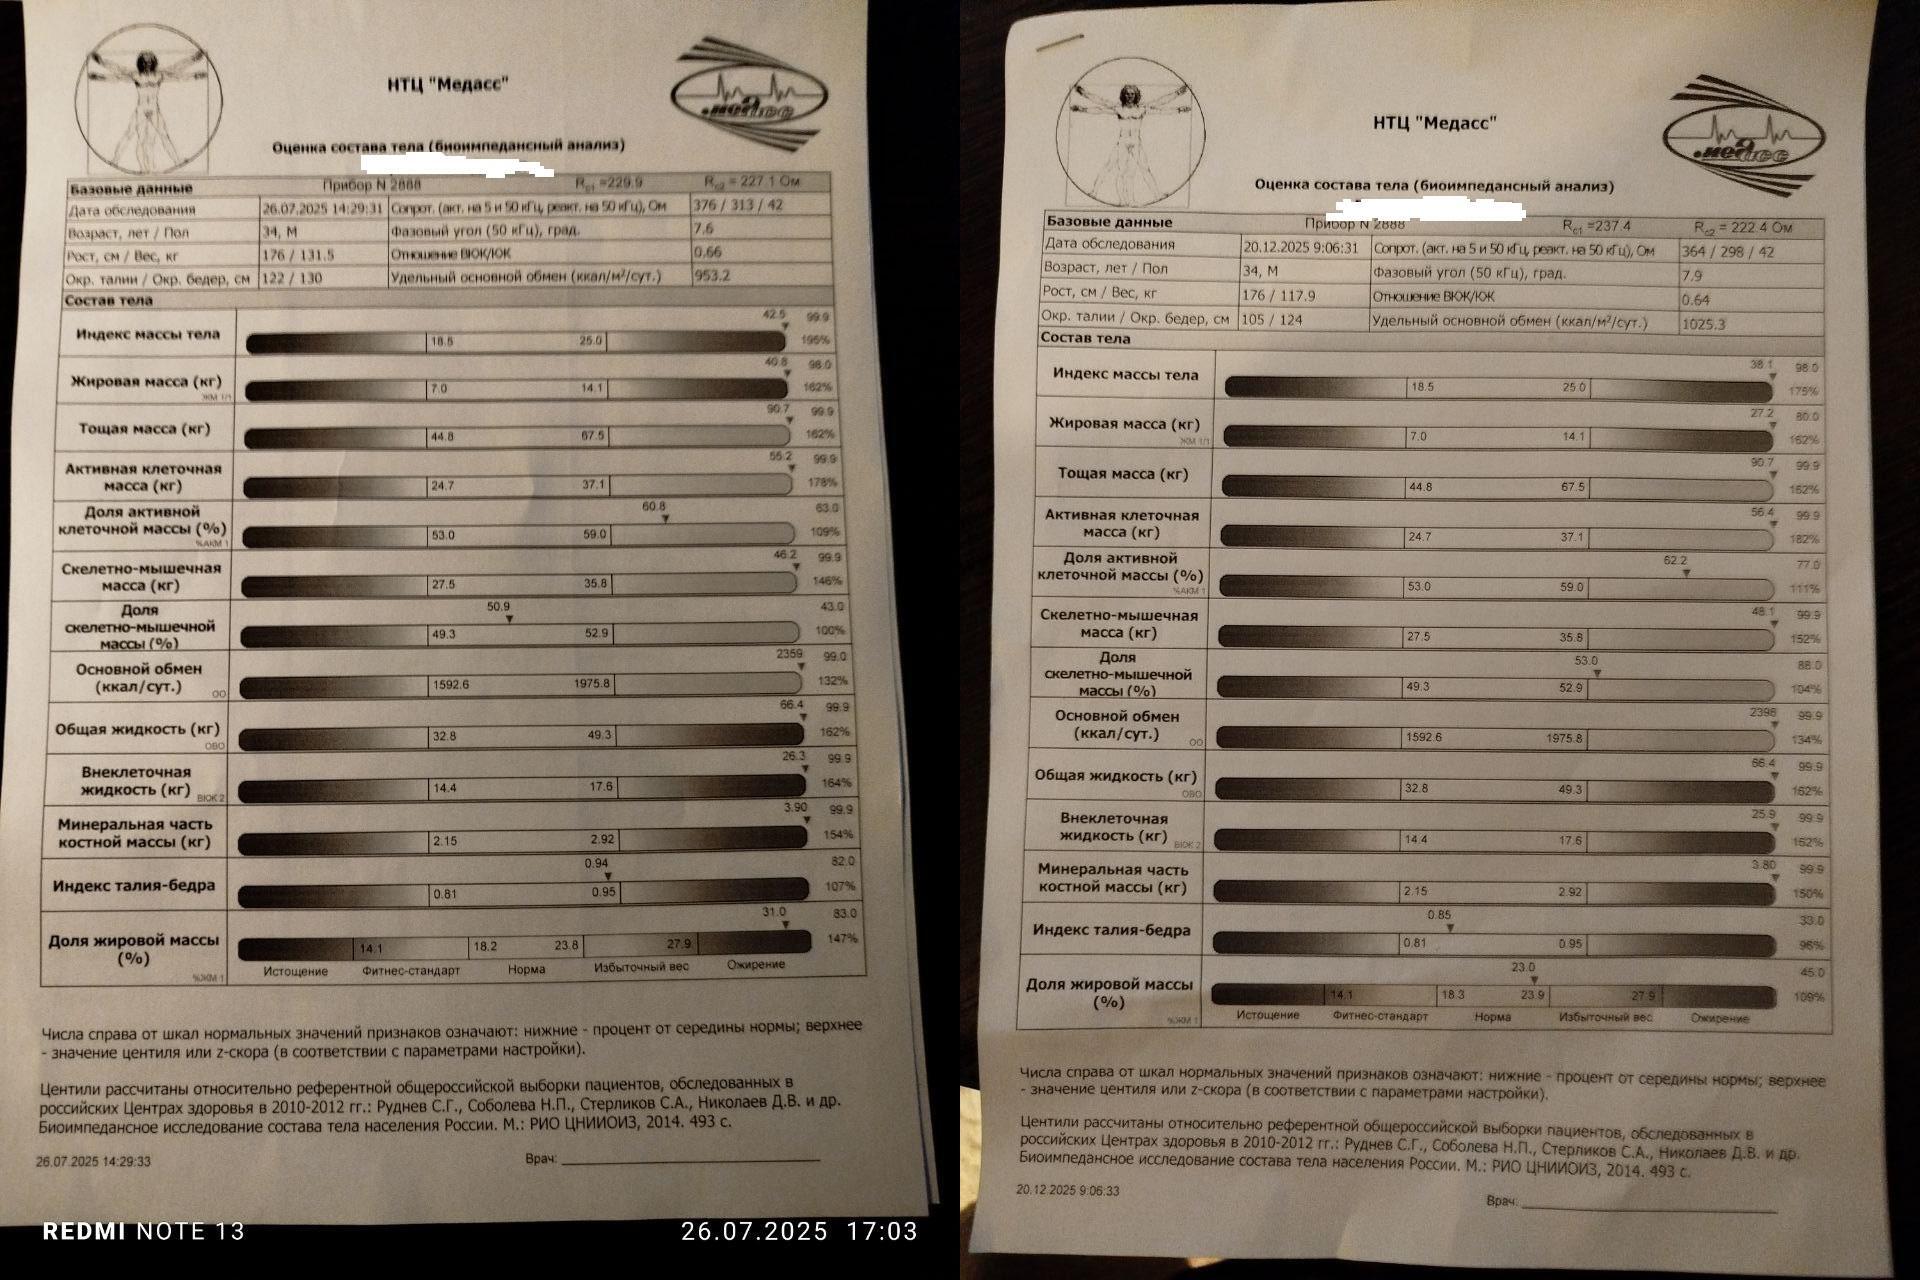 НТЦ "Медасс"
медасс
Оценка состава тела (биоимпедансный анализ)
Базовые данные Прибор N 2888 Rc1 =229.9 Rc2 = 227.1 Ом
Дата обследования 26.07.2025 14:29:31 Сопрот. (акт. на 5 и 50 кГц, реакт. на 50 кГц), Ом 376 / 313 / 42
Возраст, лет / Пол 34, М Фазовый угол (50 кГц), град. 7.6
Рост, см / Вес, кг 176 / 131.5 Отношение ВКЖ/КЖ 0.66
Окр. талии / Окр. бедер, см 122 / 130 Удельный основной обмен (ккал/м²/сут.) 953.2
Состав тела
Индекс массы тела 18.5 25.0 42.5 99.9 195%
Жировая масса (кг) ЖМ 1/1 7.0 14.1 40.8 98.0 162%
Тощая масса (кг) 44.8 67.5 90.7 99.9 162%
Активная клеточная масса (кг) 24.7 37.1 55.2 99.9 178%
Доля активной клеточной массы (%) %АКМ 1 53.0 59.0 60.8 63.0 109%
Скелетно-мышечная масса (кг) 27.5 35.8 46.2 99.9 146%
Доля скелетно-мышечной массы (%) 49.3 50.9 52.9 43.0 100%
Основной обмен (ккал/сут.) ОО 1592.6 1975.8 2359 99.0 132%
Общая жидкость (кг) ОВО 32.8 49.3 66.4 99.9 162%
Внеклеточная жидкость (кг) ВКЖ 2 14.4 17.6 26.3 99.9 164%
Минеральная часть костной массы (кг) 2.15 2.92 3.90 99.9 154%
Индекс талия-бедра 0.81 0.94 0.95 82.0 107%
Доля жировой массы (%) %ЖМ 1 14.1 18.2 23.8 27.9 31.0 83.0 147%
Истощение Фитнес-стандарт Норма Избыточный вес Ожирение
Числа справа от шкал нормальных значений признаков означают: нижние - процент от середины нормы; верхнее
- значение центиля или z-скора (в соответствии с параметрами настройки).
Центили рассчитаны относительно референтной общероссийской выборки пациентов, обследованных в
российских Центрах здоровья в 2010-2012 гг.: Руднев С.Г., Соболева Н.П., Стерликов С.А., Николаев Д.В. и др.
Биоимпедансное исследование состава тела населения России. М.: РИО ЦНИИОИЗ, 2014. 493 с.
26.07.2025 14:29:33 Врач:
REDMI NOTE 13 26.07.2025 17:03
НТЦ "Медасс"
медасс
Оценка состава тела (биоимпедансный анализ)
Базовые данные Прибор N 2888 Rc1 =237.4 Rc2 = 222.4 Ом
Дата обследования 20.12.2025 9:06:31 Сопрот. (акт. на 5 и 50 кГц, реакт. на 50 кГц), Ом 364 / 298 / 42
Возраст, лет / Пол 34, М Фазовый угол (50 кГц), град. 7.9
Рост, см / Вес, кг 176 / 117.9 Отношение ВКЖ/КЖ 0.64
Окр. талии / Окр. бедер, см 105 / 124 Удельный основной обмен (ккал/м²/сут.) 1025.3
Состав тела
Индекс массы тела 18.5 25.0 38.1 98.0 175%
Жировая масса (кг) ЖМ 1/1 7.0 14.1 27.2 80.0 162%
Тощая масса (кг) 44.8 67.5 90.7 99.9 162%
Активная клеточная масса (кг) 24.7 37.1 56.4 99.9 182%
Доля активной клеточной массы (%) %АКМ 1 53.0 59.0 62.2 77.0 111%
Скелетно-мышечная масса (кг) 27.5 35.8 48.1 99.9 152%
Доля скелетно-мышечной массы (%) 49.3 52.9 53.0 88.0 104%
Основной обмен (ккал/сут.) ОО 1592.6 1975.8 2398 99.9 134%
Общая жидкость (кг) ОВО 32.8 49.3 66.4 99.9 162%
Внеклеточная жидкость (кг) ВКЖ 2 14.4 17.6 25.9 99.9 162%
Минеральная часть костной массы (кг) 2.15 2.92 3.80 99.9 150%
Индекс талия-бедра 0.81 0.85 0.95 33.0 96%
Доля жировой массы (%) %ЖМ 1 14.1 18.3 23.0 23.9 27.9 45.0 109%
Истощение Фитнес-стандарт Норма Избыточный вес Ожирение
Числа справа от шкал нормальных значений признаков означают: нижние - процент от середины нормы; верхнее
- значение центиля или z-скора (в соответствии с параметрами настройки).
Центили рассчитаны относительно референтной общероссийской выборки пациентов, обследованных в
российских Центрах здоровья в 2010-2012 гг.: Руднев С.Г., Соболева Н.П., Стерликов С.А., Николаев Д.В. и др.
Биоимпедансное исследование состава тела населения России. М.: РИО ЦНИИОИЗ, 2014. 493 с.
20.12.2025 9:06:33 Врач: